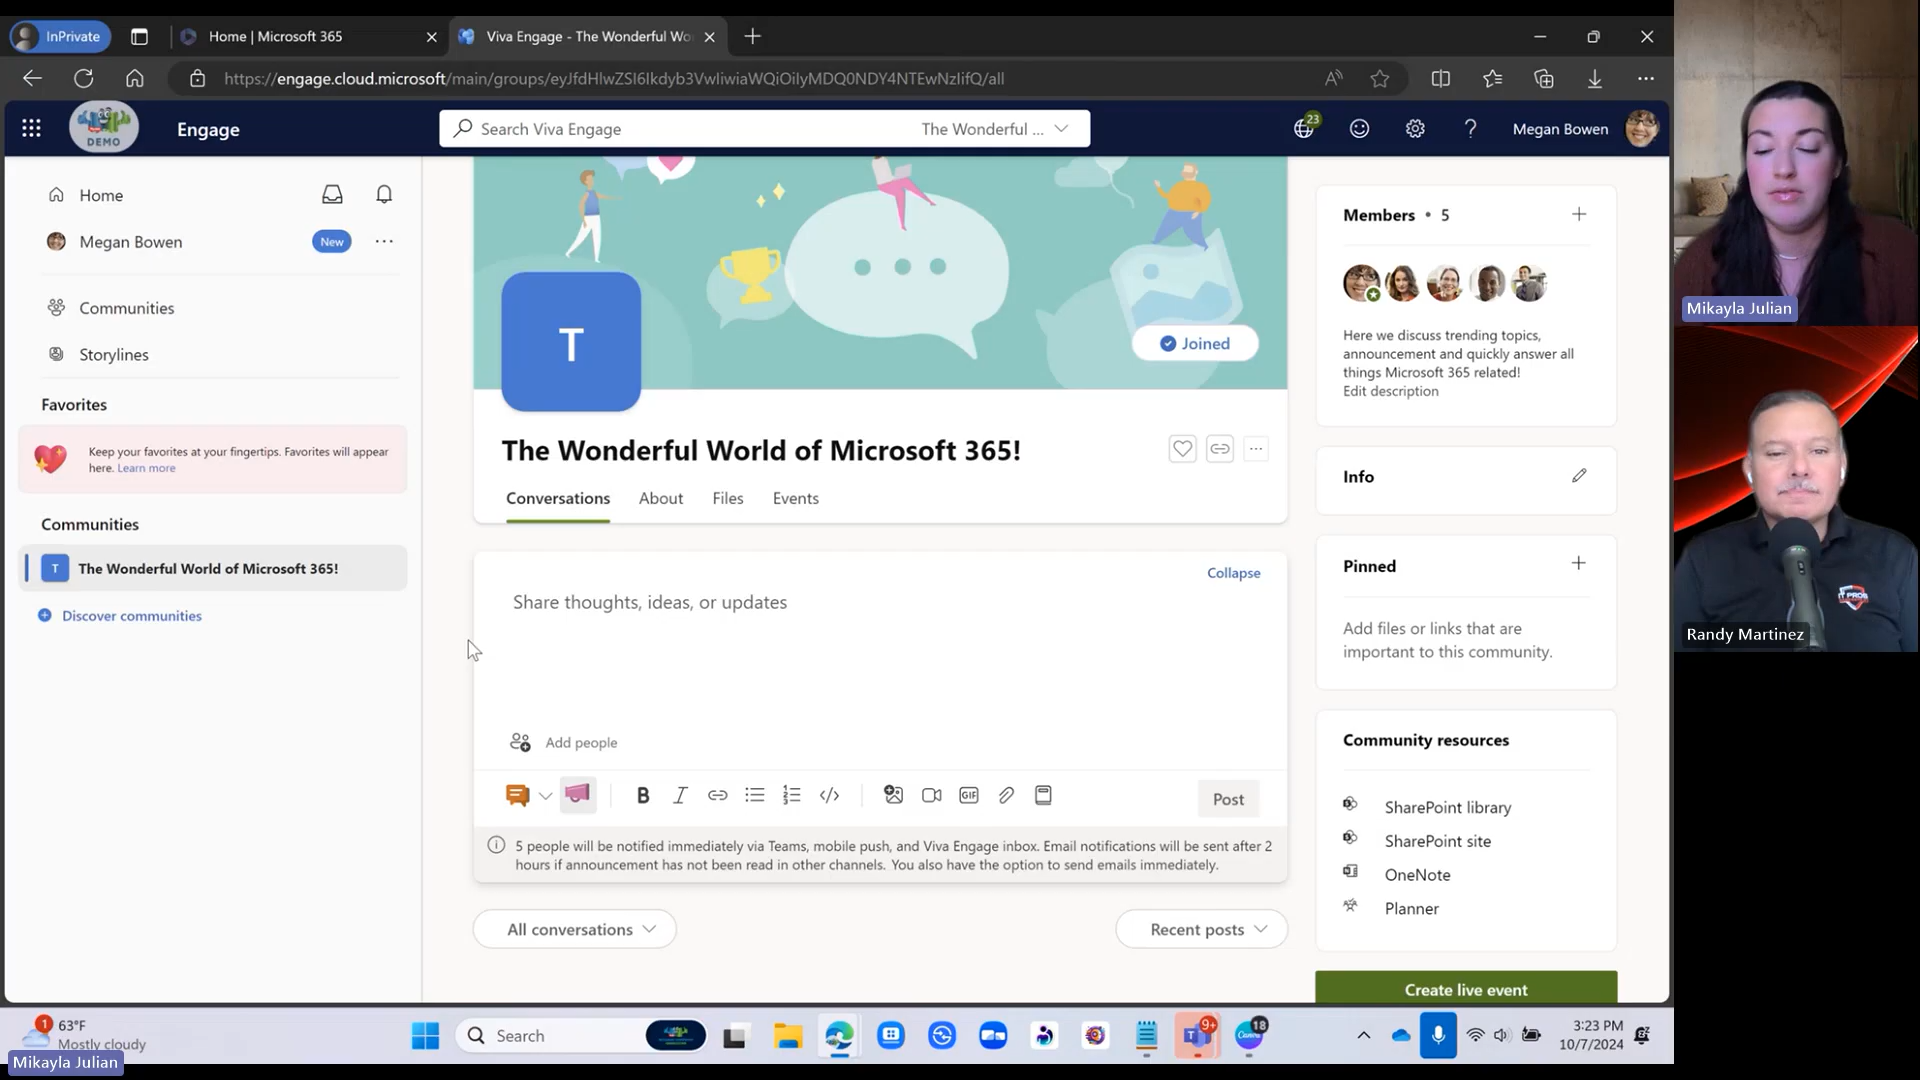 InPrivate
Home | Microsoft 365
Viva Engage - The Wonderful Wo
https://engage.cloud.microsoft/main/groups/eyJfdHlwZSI6Ikdyb3VwIiwiaWQiOiIyMDQ0NDY4NTEwNzIifQ/all
DEMO
Engage
Search Viva Engage
The Wonderful ...
23
Megan Bowen
Home
Megan Bowen
New
Communities
Storylines
Favorites
Keep your favorites at your fingertips. Favorites will appear
here. Learn more
Communities
T
The Wonderful World of Microsoft 365!
Discover communities
T
Joined
The Wonderful World of Microsoft 365!
Conversations
About
Files
Events
Collapse
Share thoughts, ideas, or updates
Add people
B
I
GIF
Post
5 people will be notified immediately via Teams, mobile push, and Viva Engage inbox. Email notifications will be sent after 2
hours if announcement has not been read in other channels. You also have the option to send emails immediately.
All conversations
Recent posts
Members • 5
Here we discuss trending topics,
announcement and quickly answer all
things Microsoft 365 related!
Edit description
Info
Pinned
Add files or links that are
important to this community.
Community resources
SharePoint library
SharePoint site
OneNote
Planner
Create live event
Mikayla Julian
IT PROS
Randy Martinez
1
63°F
Mostly cloudy
Search
9+
Canva
18
3:23 PM
10/7/2024
Mikayla Julian